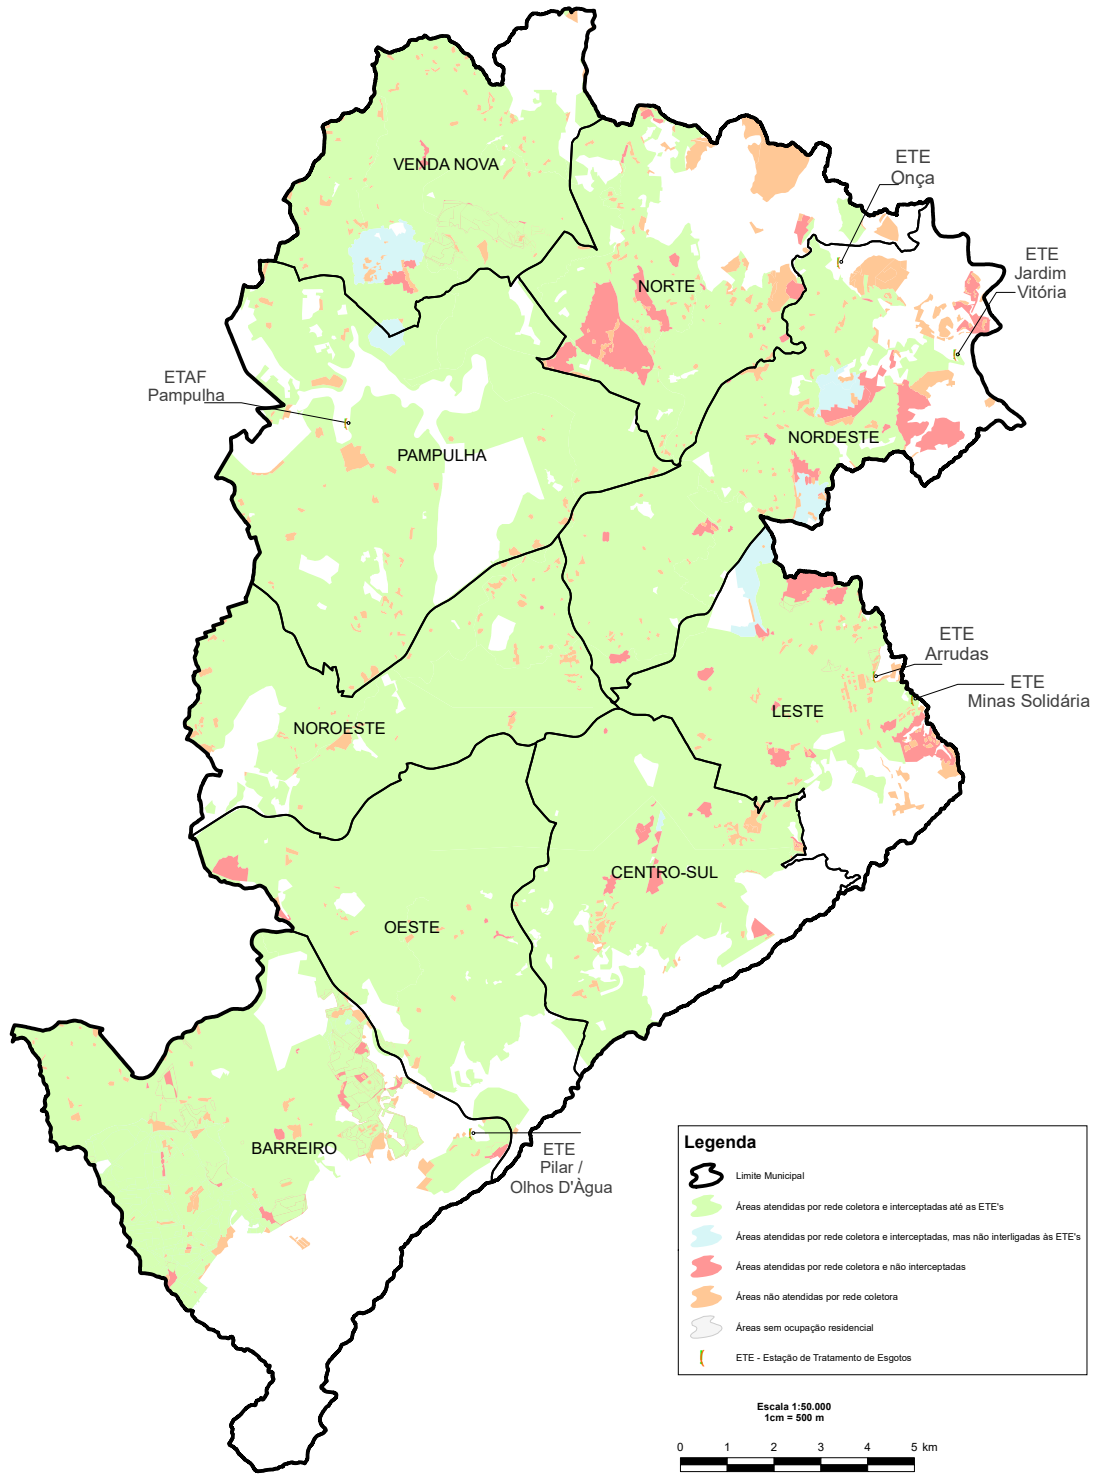 VENDA NOVA
ETE
Onça
ETE
Jardim
Vitória
NORTE
ETAF
Pampulha
PAMPULHA
NORDESTE
ETE
Arrudas
ETE
Minas Solidária
LESTE
NOROESTE
CENTRO-SUL
OESTE
BARREIRO
ETE
Pilar /
Olhos D'Àgua
Legenda
Limite Municipal
Áreas atendidas por rede coletora e interceptadas até as ETE's
Áreas atendidas por rede coletora e interceptadas, mas não interligadas às ETE's
Áreas atendidas por rede coletora e não interceptadas
Áreas não atendidas por rede coletora
Áreas sem ocupação residencial
ETE - Estação de Tratamento de Esgotos
Escala 1:50.000
1cm = 500 m
0 1 2 3 4 5 km